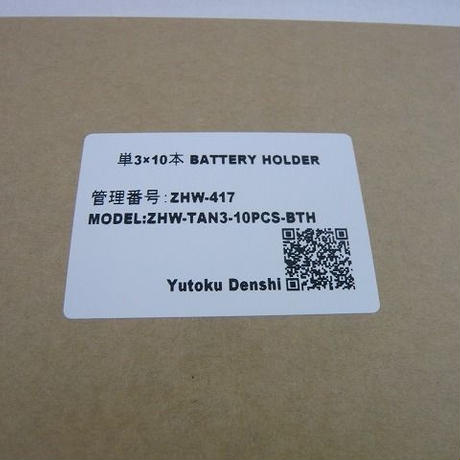 単3×10本 BATTERY HOLDER
管理番号:ZHW-417
MODEL:ZHW-TAN3-10PCS-BTH
Yutoku Denshi